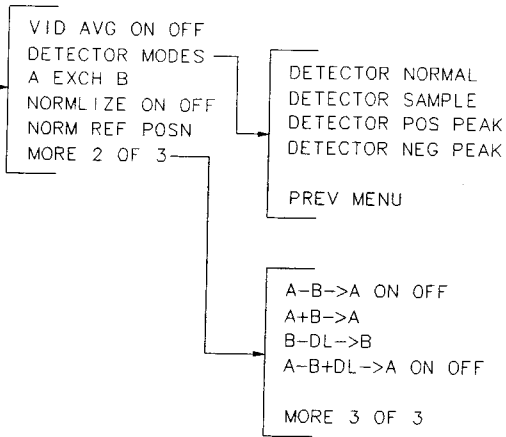 VID AVG ON OFF
DETECTOR MODES
A EXCH B
NORMLIZE ON OFF
NORM REF POSN
MORE 2 OF 3
DETECTOR NORMAL
DETECTOR SAMPLE
DETECTOR POS PEAK
DETECTOR NEG PEAK
PREV MENU
A-B->A ON OFF
A+B->A
B-DL->B
A-B+DL->A ON OFF
MORE 3 OF 3